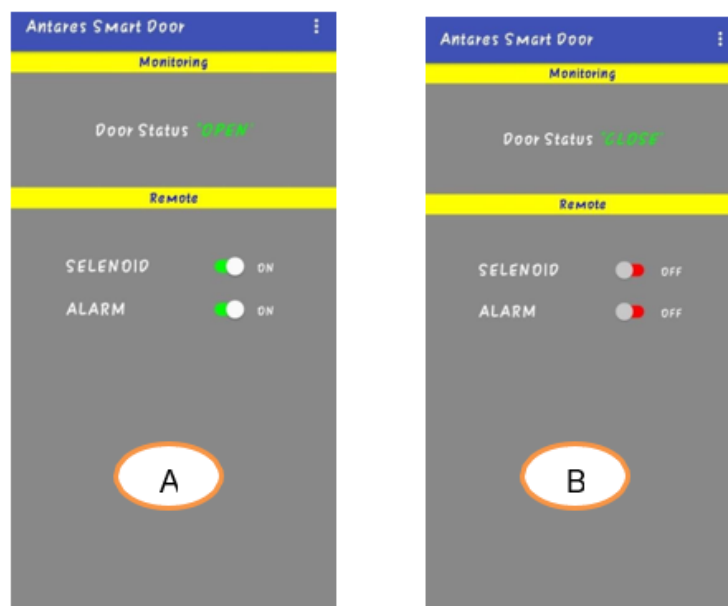 Antares Smart Door
Monitoring
Door Status "OPEN"
Remote
SELENOID ON
ALARM ON
A
Antares Smart Door
Monitoring
Door Status "CLOSE"
Remote
SELENOID OFF
ALARM OFF
B